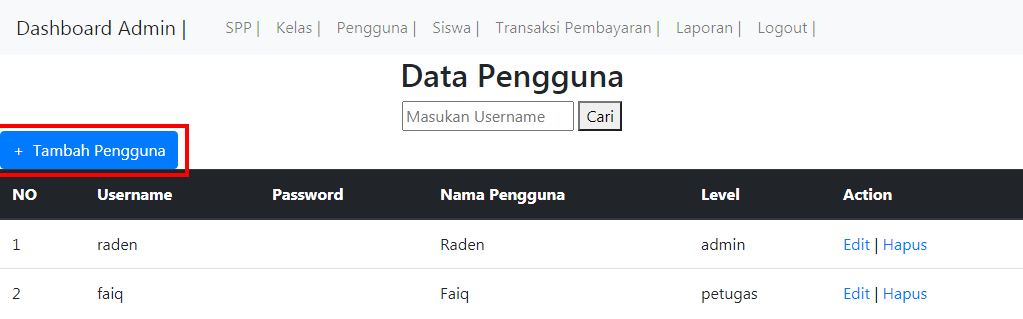 Dashboard Admin | SPP | Kelas | Pengguna | Siswa | Transaksi Pembayaran | Laporan | Logout |
Data Pengguna
Masukan Username Cari
+ Tambah Pengguna
NO Username Password Nama Pengguna Level Action
1 raden Raden admin Edit | Hapus
2 faiq Faiq petugas Edit | Hapus